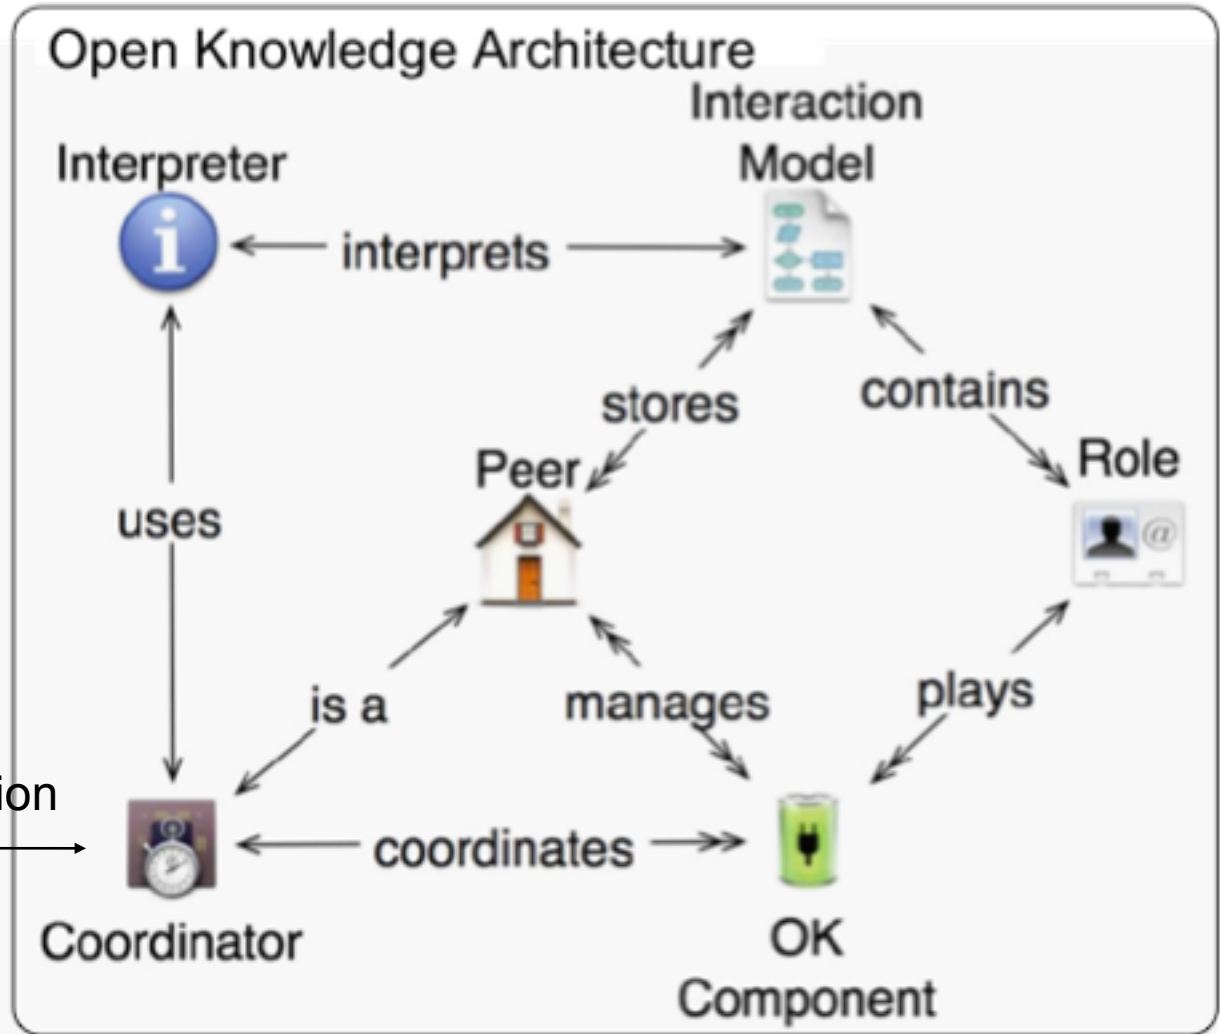 Open Knowledge Architecture
Interaction
Model
Interpreter
interprets
stores
contains
Peer
Role
@
uses
is a
manages
plays
ion
coordinates
Coordinator
OK
Component